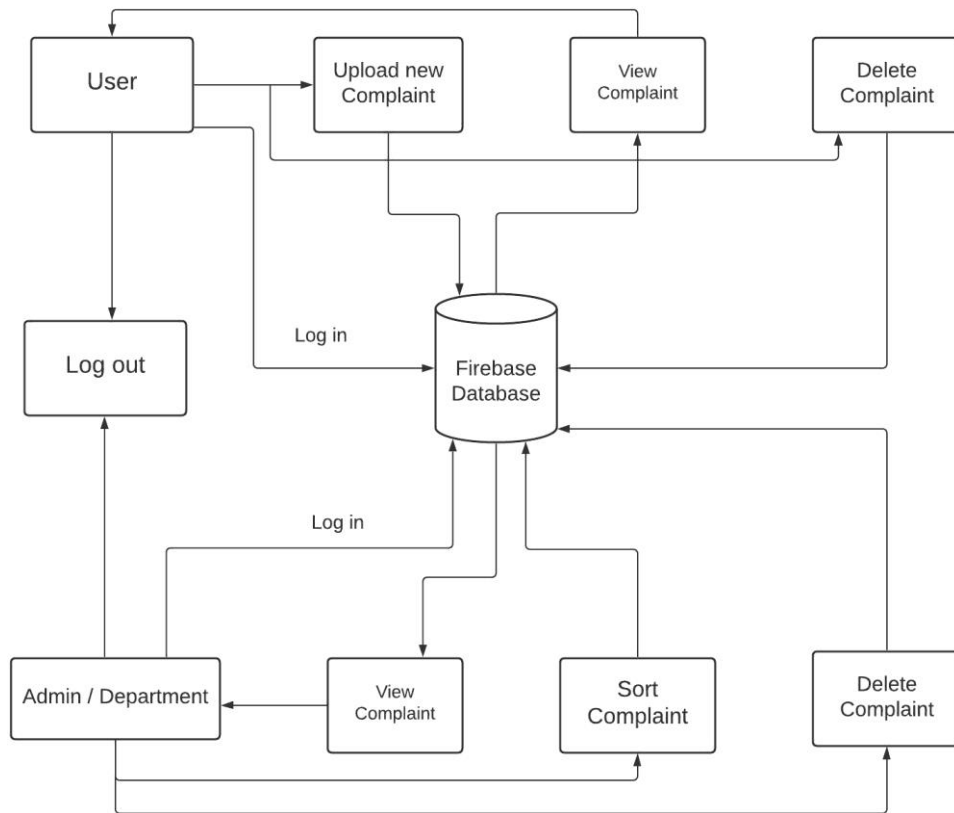 User
Upload new
Complaint
View
Complaint
Delete
Complaint
Log out
Log in
Firebase
Database
Log in
Admin / Department
View
Complaint
Sort
Complaint
Delete
Complaint